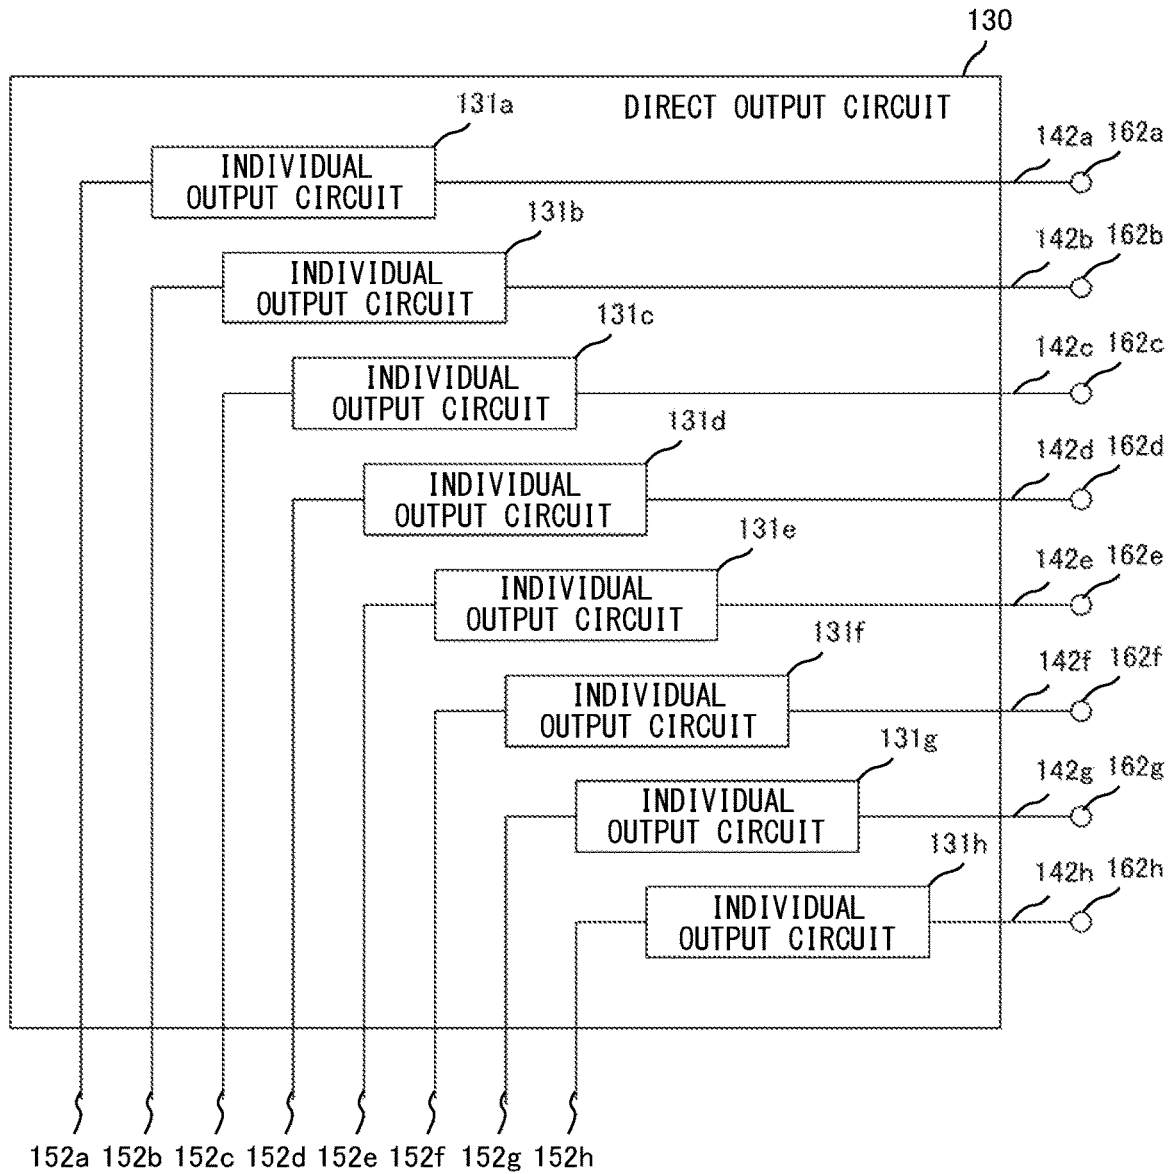 130
DIRECT OUTPUT CIRCUIT
131a
142a 162a
INDIVIDUAL
OUTPUT CIRCUIT
131b
142b 162b
INDIVIDUAL
OUTPUT CIRCUIT
131c
142c 162c
INDIVIDUAL
OUTPUT CIRCUIT
131d
142d 162d
INDIVIDUAL
OUTPUT CIRCUIT
131e
142e 162e
INDIVIDUAL
OUTPUT CIRCUIT
131f
142f 162f
INDIVIDUAL
OUTPUT CIRCUIT
131g
142g 162g
INDIVIDUAL
OUTPUT CIRCUIT
131h
142h 162h
INDIVIDUAL
OUTPUT CIRCUIT
152a 152b 152c 152d 152e 152f 152g 152h